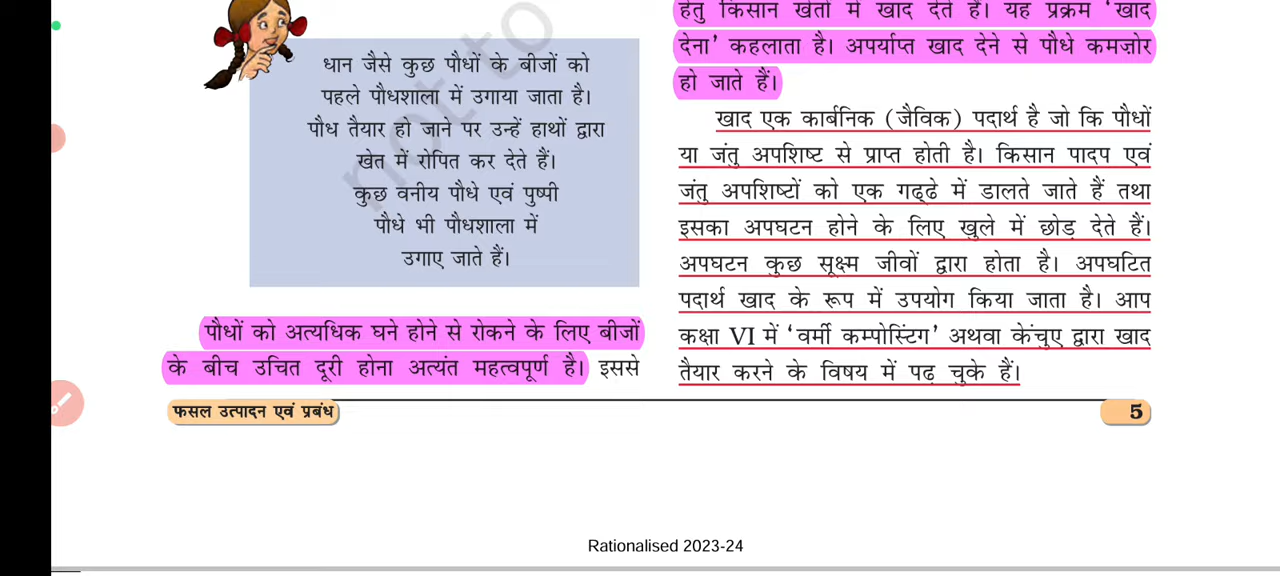 धान जैसे कुछ पौधों के बीजों को
पहले पौधशाला में उगाया जाता है।
पौध तैयार हो जाने पर उन्हें हाथों द्वारा
खेत में रोपित कर देते हैं।
कुछ वनीय पौधे एवं पुष्पी
पौधे भी पौधशाला में
उगाए जाते हैं।
not to
पौधों को अत्यधिक घने होने से रोकने के लिए बीजों
के बीच उचित दूरी होना अत्यंत महत्वपूर्ण है। इससे
हेतु किसान खेतों में खाद देते हैं। यह प्रक्रम ‘खाद
देना’ कहलाता है। अपर्याप्त खाद देने से पौधे कमजोर
हो जाते हैं।
खाद एक कार्बनिक (जैविक) पदार्थ है जो कि पौधों
या जंतु अपशिष्ट से प्राप्त होती है। किसान पादप एवं
जंतु अपशिष्टों को एक गढ्ढे में डालते जाते हैं तथा
इसका अपघटन होने के लिए खुले में छोड़ देते हैं।
अपघटन कुछ सूक्ष्म जीवों द्वारा होता है। अपघटित
पदार्थ खाद के रूप में उपयोग किया जाता है। आप
कक्षा VI में ‘वर्मी कम्पोस्टिंग’ अथवा केंचुए द्वारा खाद
तैयार करने के विषय में पढ़ चुके हैं।
फसल उत्पादन एवं प्रबंध
5
Rationalised 2023-24